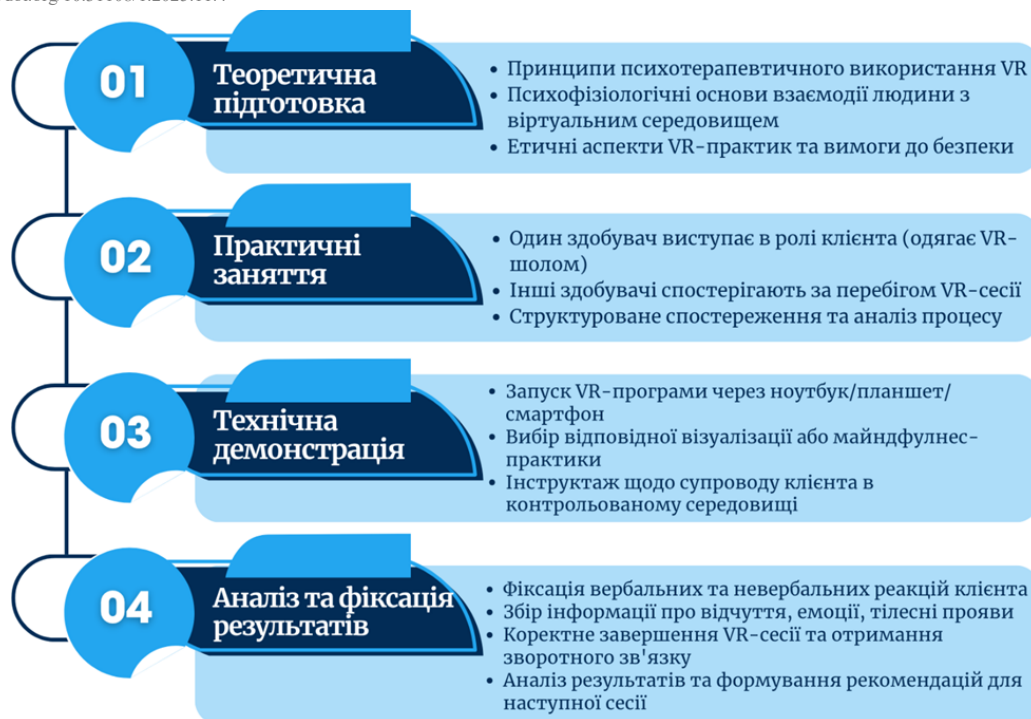 01
Теоретична
підготовка
• Принципи психотерапевтичного використання VR
• Психофізіологічні основи взаємодії людини з
віртуальним середовищем
• Етичні аспекти VR-практик та вимоги до безпеки
02
Практичні
заняття
• Один здобувач виступає в ролі клієнта (одягає VR-
шолом)
• Інші здобувачі спостерігають за перебігом VR-сесії
• Структуроване спостереження та аналіз процесу
03
Технічна
демонстрація
• Запуск VR-програми через ноутбук/планшет/
смартфон
• Вибір відповідної візуалізації або майндфулнес-
практики
• Інструктаж щодо супроводу клієнта в
контрольованому середовищі
04
Аналіз та фіксація
результатів
• Фіксація вербальних та невербальних реакцій клієнта
• Збір інформації про відчуття, емоції, тілесні прояви
• Коректне завершення VR-сесії та отримання
зворотного зв'язку
• Аналіз результатів та формування рекомендацій для
наступної сесії